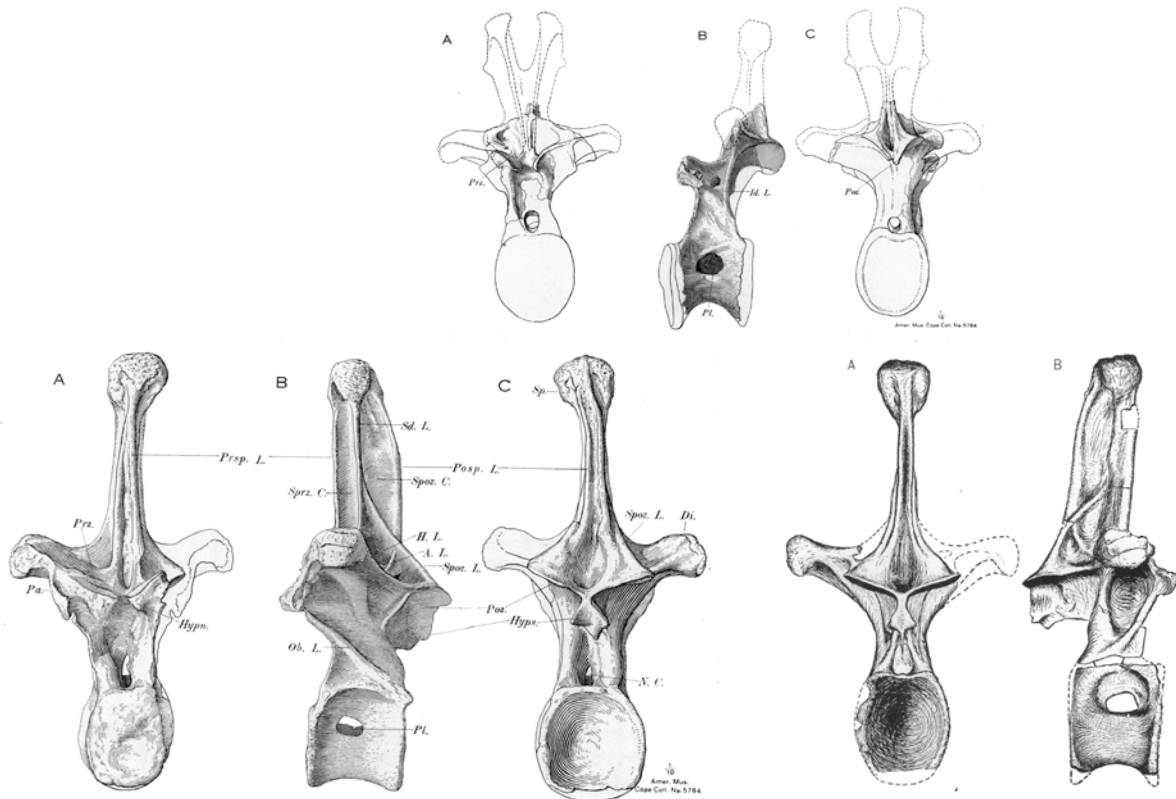 A
B
C
Prz.
Id. L.
Poz.
Pl.
1/10
Amer. Mus. Cope Coll. No. 5764
A
B
C
A
B
Sp.
Sd. L.
Prsp. L.
Posp. L.
Spoz. C.
Sprz. C.
Prz.
Spoz. L.
Di.
H. L.
A. L.
Spoz. L.
Pa.
Poz.
Hypn.
Hyps.
Ob. L.
N. C.
Pl.
1/10
Amer. Mus.
Cope Coll. No. 5764